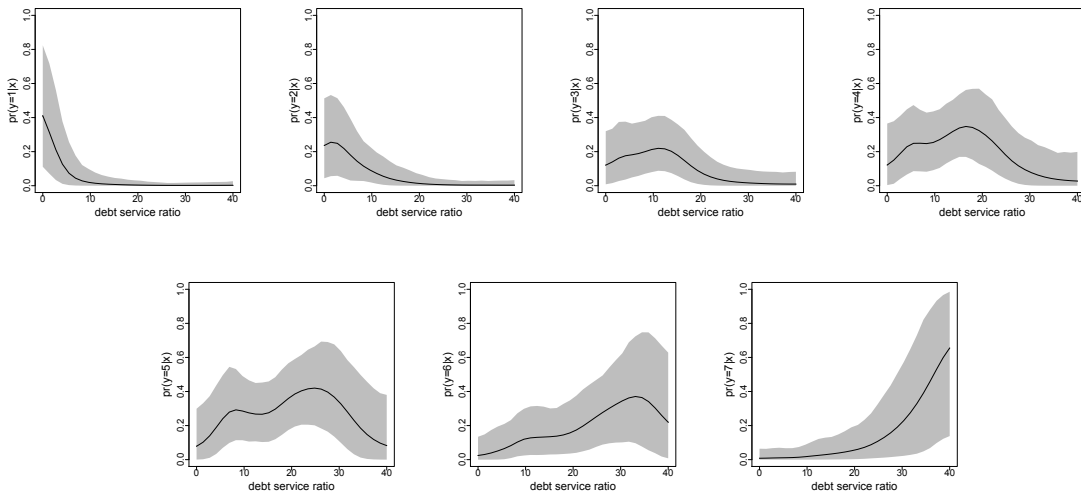 pr(y=1|x)
0.0 0.2 0.4 0.6 0.8 1.0
0 10 20 30 40
debt service ratio
pr(y=2|x)
0.0 0.2 0.4 0.6 0.8 1.0
0 10 20 30 40
debt service ratio
pr(y=3|x)
0.0 0.2 0.4 0.6 0.8 1.0
0 10 20 30 40
debt service ratio
pr(y=4|x)
0.0 0.2 0.4 0.6 0.8 1.0
0 10 20 30 40
debt service ratio
pr(y=5|x)
0.0 0.2 0.4 0.6 0.8 1.0
0 10 20 30 40
debt service ratio
pr(y=6|x)
0.0 0.2 0.4 0.6 0.8 1.0
0 10 20 30 40
debt service ratio
pr(y=7|x)
0.0 0.2 0.4 0.6 0.8 1.0
0 10 20 30 40
debt service ratio